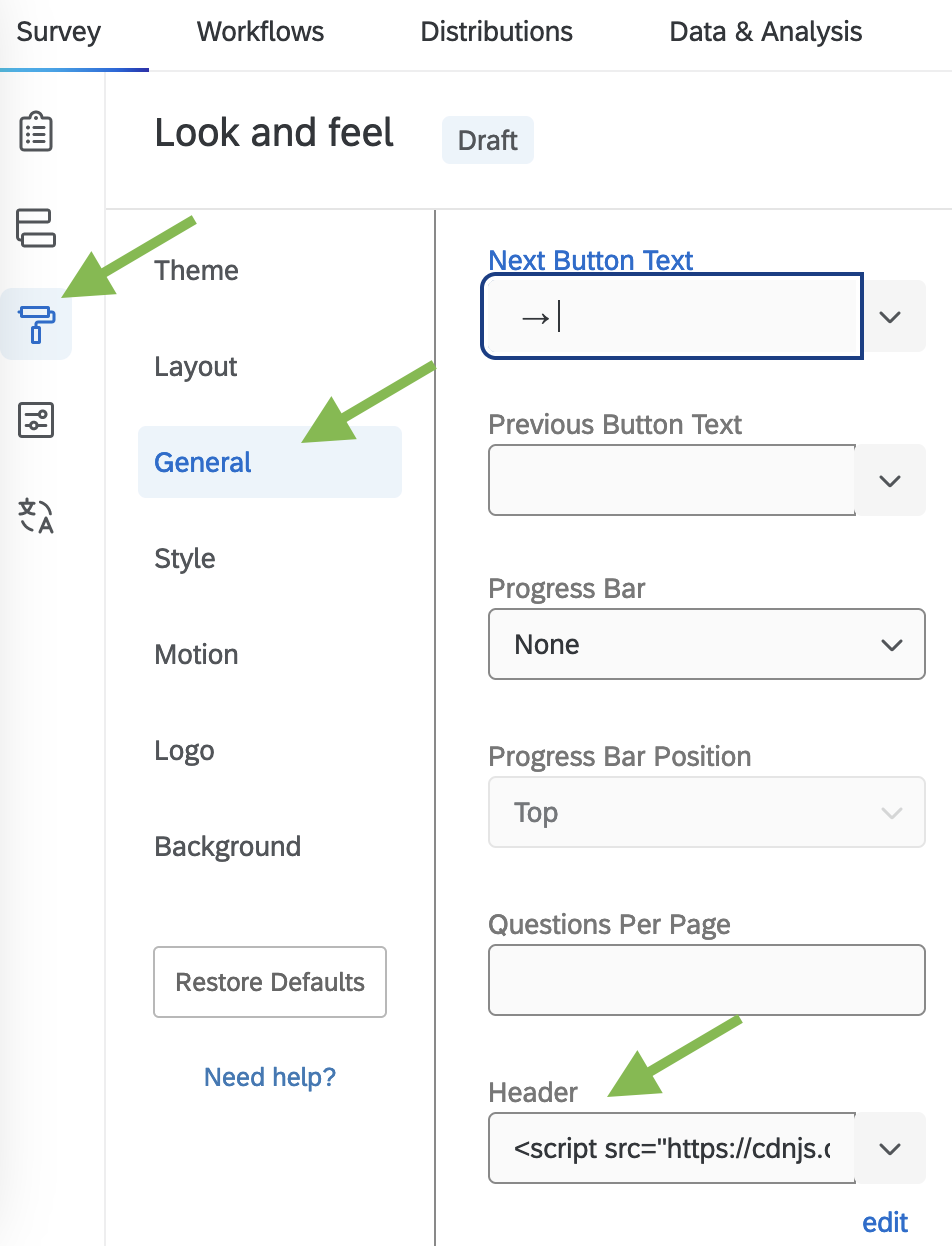 Survey Workflows Distributions Data & Analysis
Look and feel Draft
Theme
Layout
General
Style
Motion
Logo
Background
Restore Defaults
Need help?
Next Button Text
→
Previous Button Text
Progress Bar
None
Progress Bar Position
Top
Questions Per Page
Header
<script src="https://cdnjs.c
edit